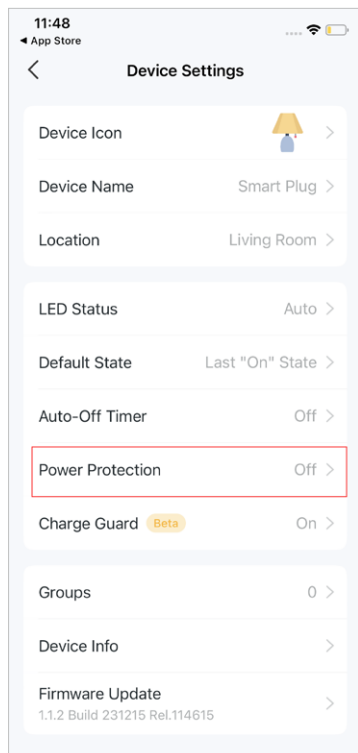 11:48
◀ App Store
Device Settings
Device Icon
Device Name Smart Plug
Location Living Room
LED Status Auto
Default State Last "On" State
Auto-Off Timer Off
Power Protection Off
Charge Guard Beta On
Groups 0
Device Info
Firmware Update
1.1.2 Build 231215 Rel.114615